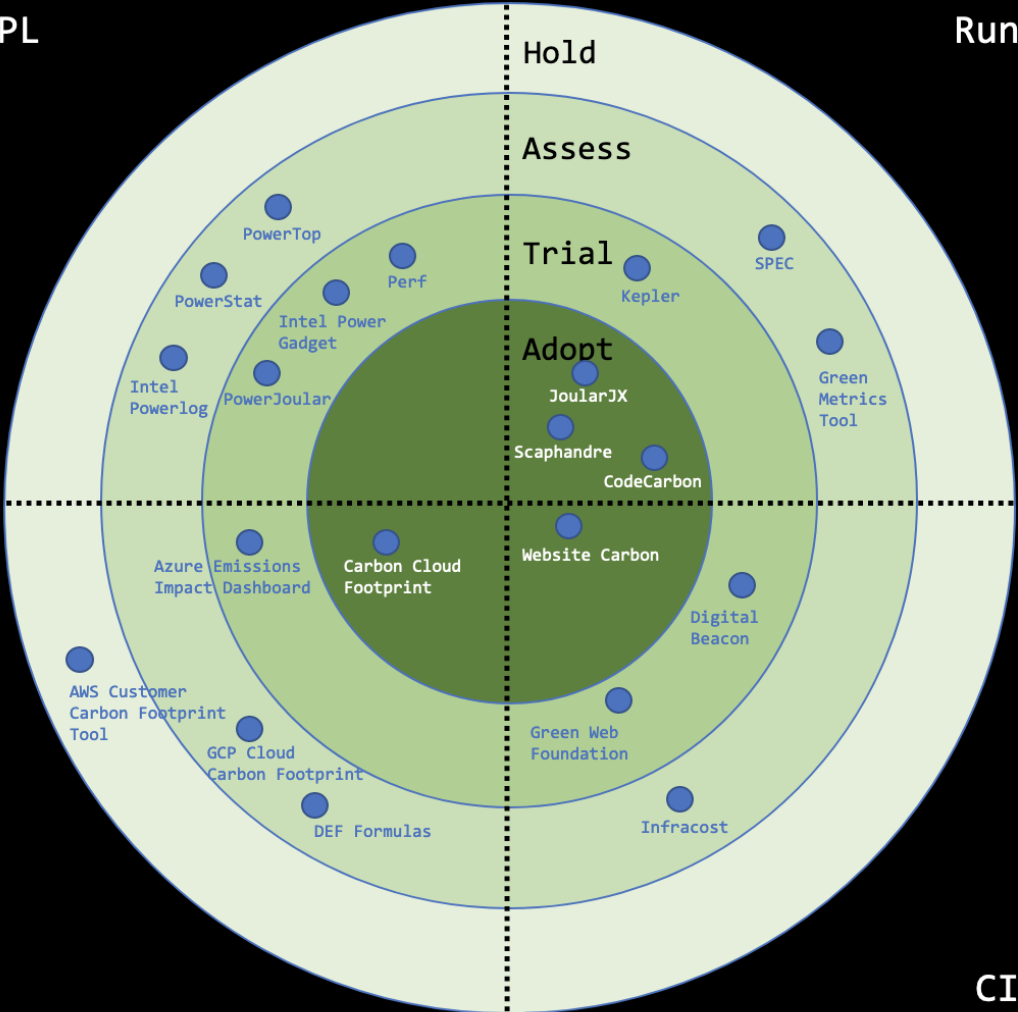 PL
Run
Hold
Assess
Trial
Adopt
PowerTop
PowerStat
Intel
Powerlog
Perf
Intel Power
Gadget
PowerJoular
Kepler
SPEC
Green
Metrics
Tool
JoularJX
Scaphandre
CodeCarbon
Azure Emissions
Impact Dashboard
Carbon Cloud
Footprint
AWS Customer
Carbon Footprint
Tool
GCP Cloud
Carbon Footprint
DEF Formulas
Website Carbon
Digital
Beacon
Green Web
Foundation
Infracost
CI